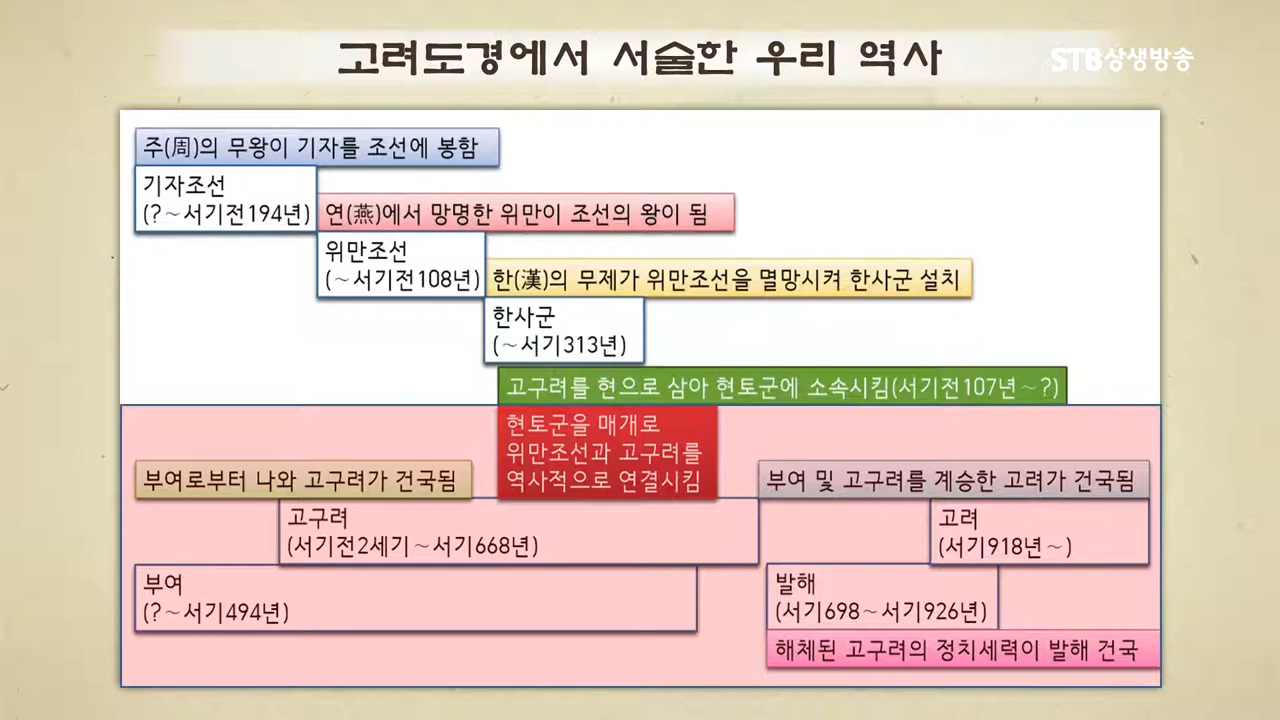 고려도경에서 서술한 우리 역사
STB상생방송
주(周)의 무왕이 기자를 조선에 봉함
기자조선
(?~서기전194년)
연(燕)에서 망명한 위만이 조선의 왕이 됨
위만조선
(~서기전108년)
한(漢)의 무제가 위만조선을 멸망시켜 한사군 설치
한사군
(~서기313년)
고구려를 현으로 삼아 현토군에 소속시킴(서기전107년~?)
현토군을 매개로
위만조선과 고구려를
역사적으로 연결시킴
부여로부터 나와 고구려가 건국됨
부여 및 고구려를 계승한 고려가 건국됨
고구려
(서기전2세기~서기668년)
고려
(서기918년~)
부여
(?~서기494년)
발해
(서기698~서기926년)
해체된 고구려의 정치세력이 발해 건국